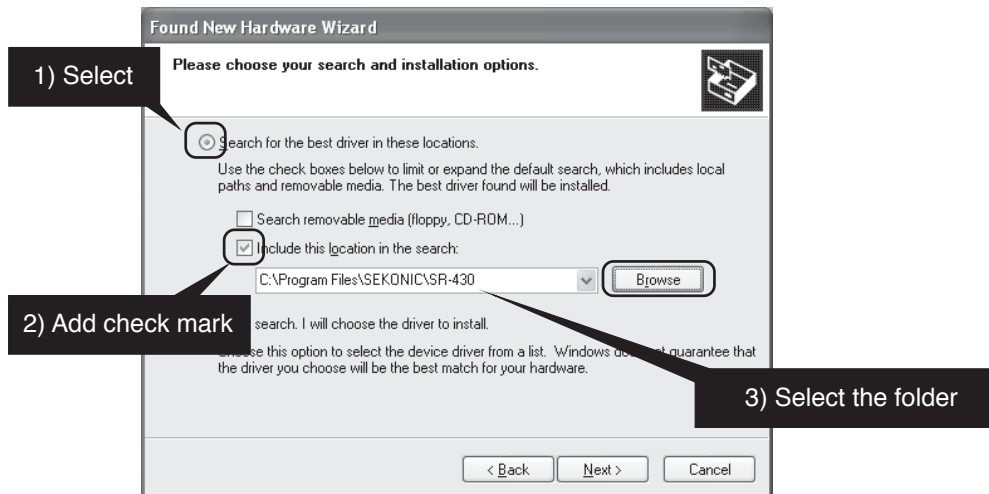 Found New Hardware Wizard
1) Select
Please choose your search and installation options.
Search for the best driver in these locations.
Use the check boxes below to limit or expand the default search, which includes local
paths and removable media. The best driver found will be installed.
Search removable media (floppy, CD-ROM...)
Include this location in the search:
C:\Program Files\SEKONIC\SR-430
Browse
2) Add check mark
search. I will choose the driver to install.
this option to select the device driver from a list. Windows guarantee that
the driver you choose will be the best match for your hardware.
3) Select the folder
< Back
Next >
Cancel